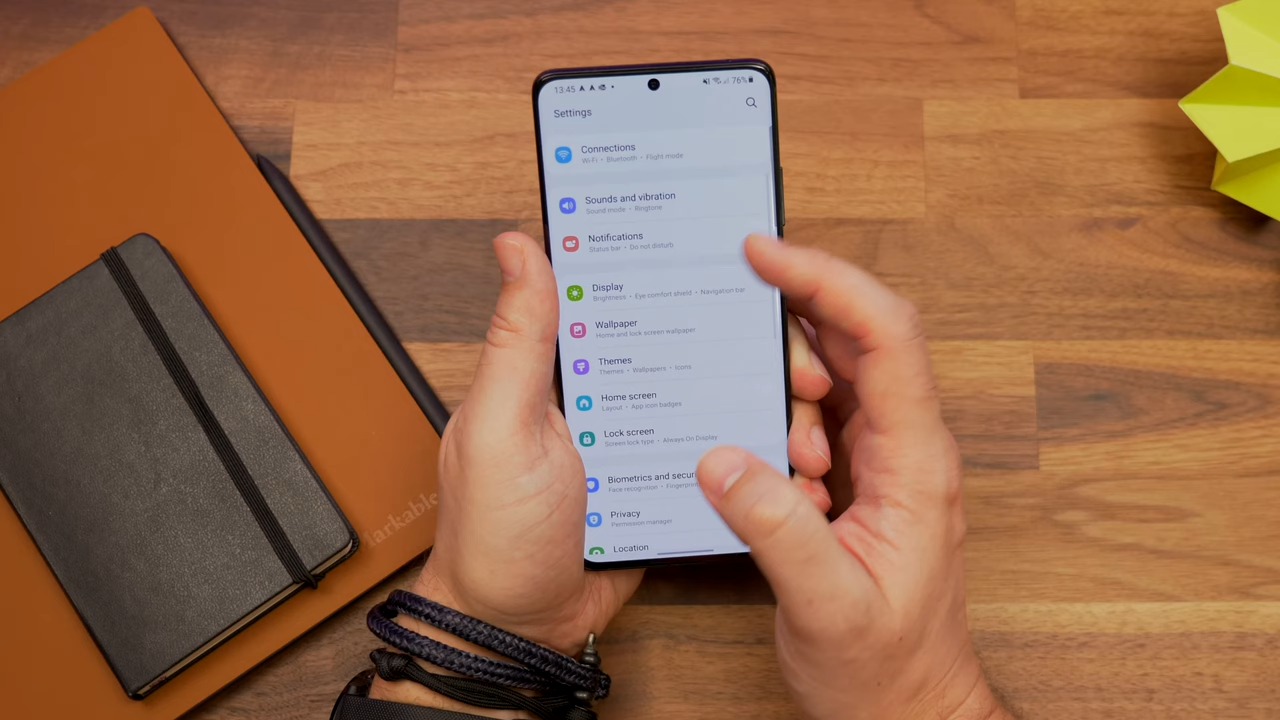 13:45
76%
Settings
Connections
Wi-Fi • Bluetooth • Flight mode
Sounds and vibration
Sound mode • Ringtone
Notifications
Status bar • Do not disturb
Display
Brightness • Eye comfort shield • Navigation bar
Wallpaper
Home and lock screen wallpaper
Themes
Themes • Wallpapers • Icons
Home screen
Layout • App icon badges
Lock screen
Screen lock type • Always On Display
Biometrics and secur
Face recognition • Fingerpr
Privacy
Permission manager
Location
arkable